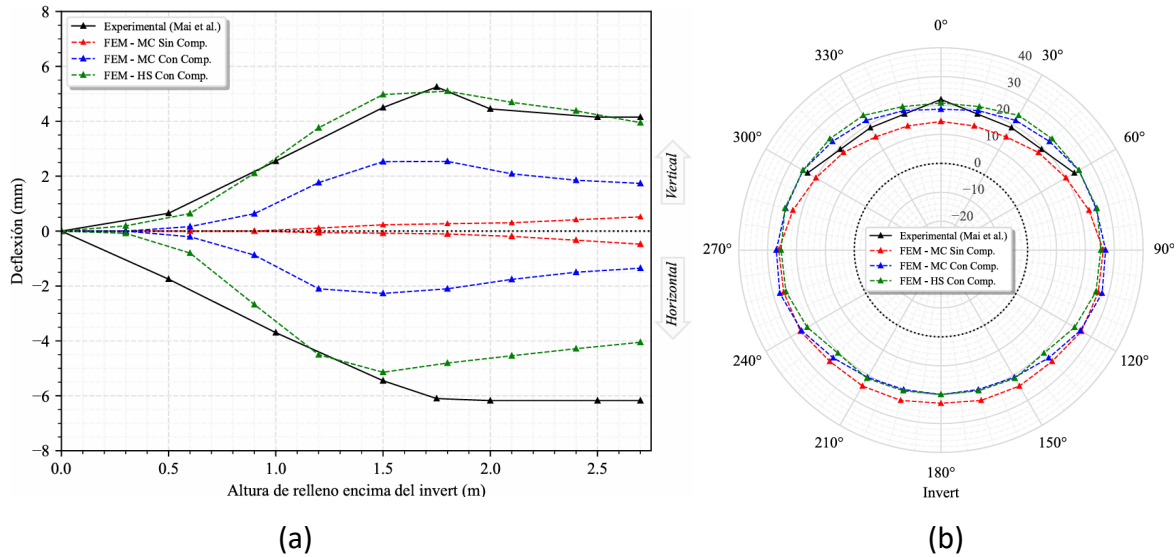 Experimental (Mai et al.)
FEM - MC Sin Comp.
FEM - MC Con Comp.
FEM - HS Con Comp.
8
6
4
2
0
−2
−4
−6
−8
Deflexión (mm)
0.0 0.5 1.0 1.5 2.0 2.5
Altura de relleno encima del invert (m)
Vertical
Horizontal
(a)
0°
30°
60°
90°
120°
150°
180°
210°
240°
270°
300°
330°
40
30
20
10
0
−10
−20
Experimental (Mai et al.)
FEM - MC Sin Comp.
FEM - MC Con Comp.
FEM - HS Con Comp.
Invert
(b)